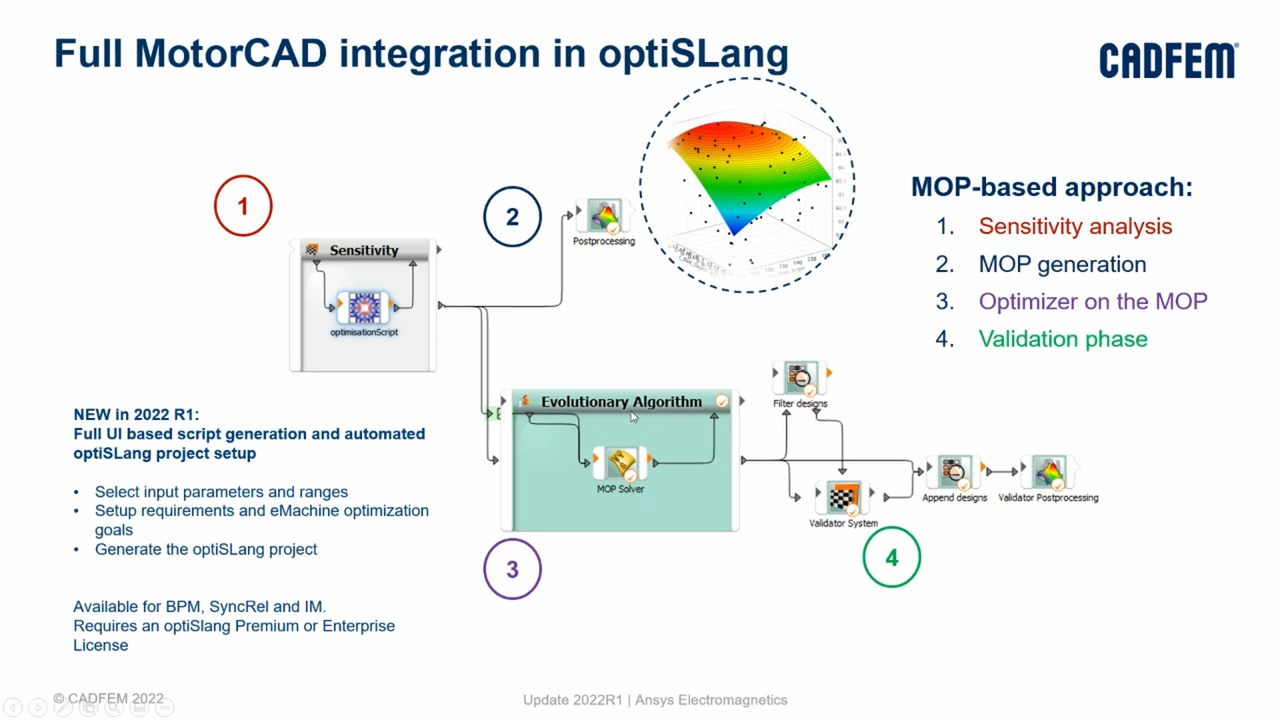 Full MotorCAD integration in optiSLang
CADFEM®
1
2
Postprocessing
Sensitivity
optimisationScript
MOP-based approach:
1. Sensitivity analysis
2. MOP generation
3. Optimizer on the MOP
4. Validation phase
NEW in 2022 R1:
Full UI based script generation and automated
optiSLang project setup
• Select input parameters and ranges
• Setup requirements and eMachine optimization
goals
• Generate the optiSLang project
Available for BPM, SyncRel and IM.
Requires an optiSlang Premium or Enterprise
License
Evolutionary Algorithm
MOP Solver
3
Filter designs
Validator System
4
Append designs
Validator Postprocessing
© CADFEM 2022
Update 2022R1 | Ansys Electromagnetics